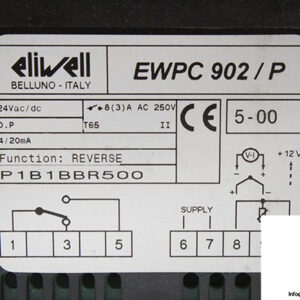 eliwell
BELLUNO - ITALY
EWPC 902 / P
24Vac/dc
8(3)A AC 250V
O.P
T65
II
CE
5-00
4/20mA
Function: REVERSE
P1B1BBR500
V-I
+ 12V
SUPPLY
1 3 5 6 7 8